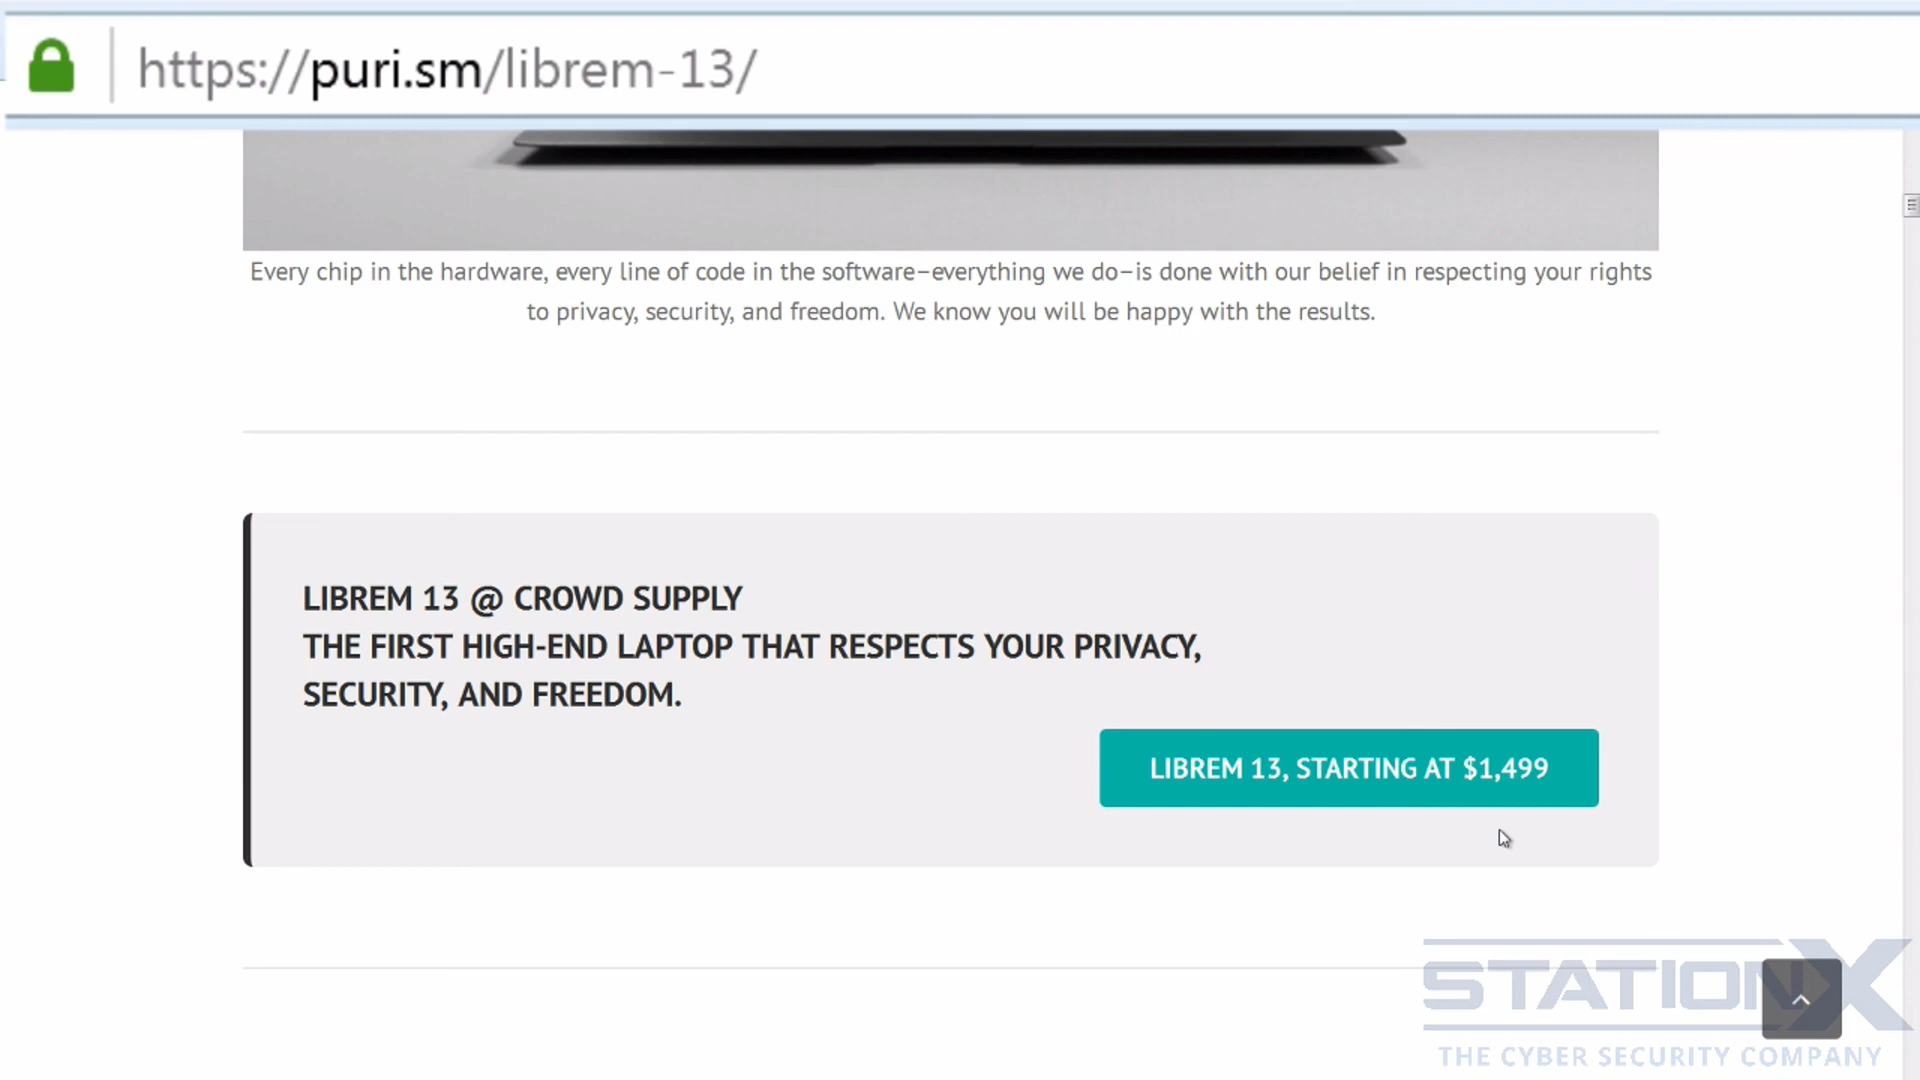 https://puri.sm/librem-13/
Every chip in the hardware, every line of code in the software–everything we do–is done with our belief in respecting your rights
to privacy, security, and freedom. We know you will be happy with the results.
LIBREM 13 @ CROWD SUPPLY
THE FIRST HIGH-END LAPTOP THAT RESPECTS YOUR PRIVACY,
SECURITY, AND FREEDOM.
LIBREM 13, STARTING AT $1,499
STATIONX
THE CYBER SECURITY COMPANY